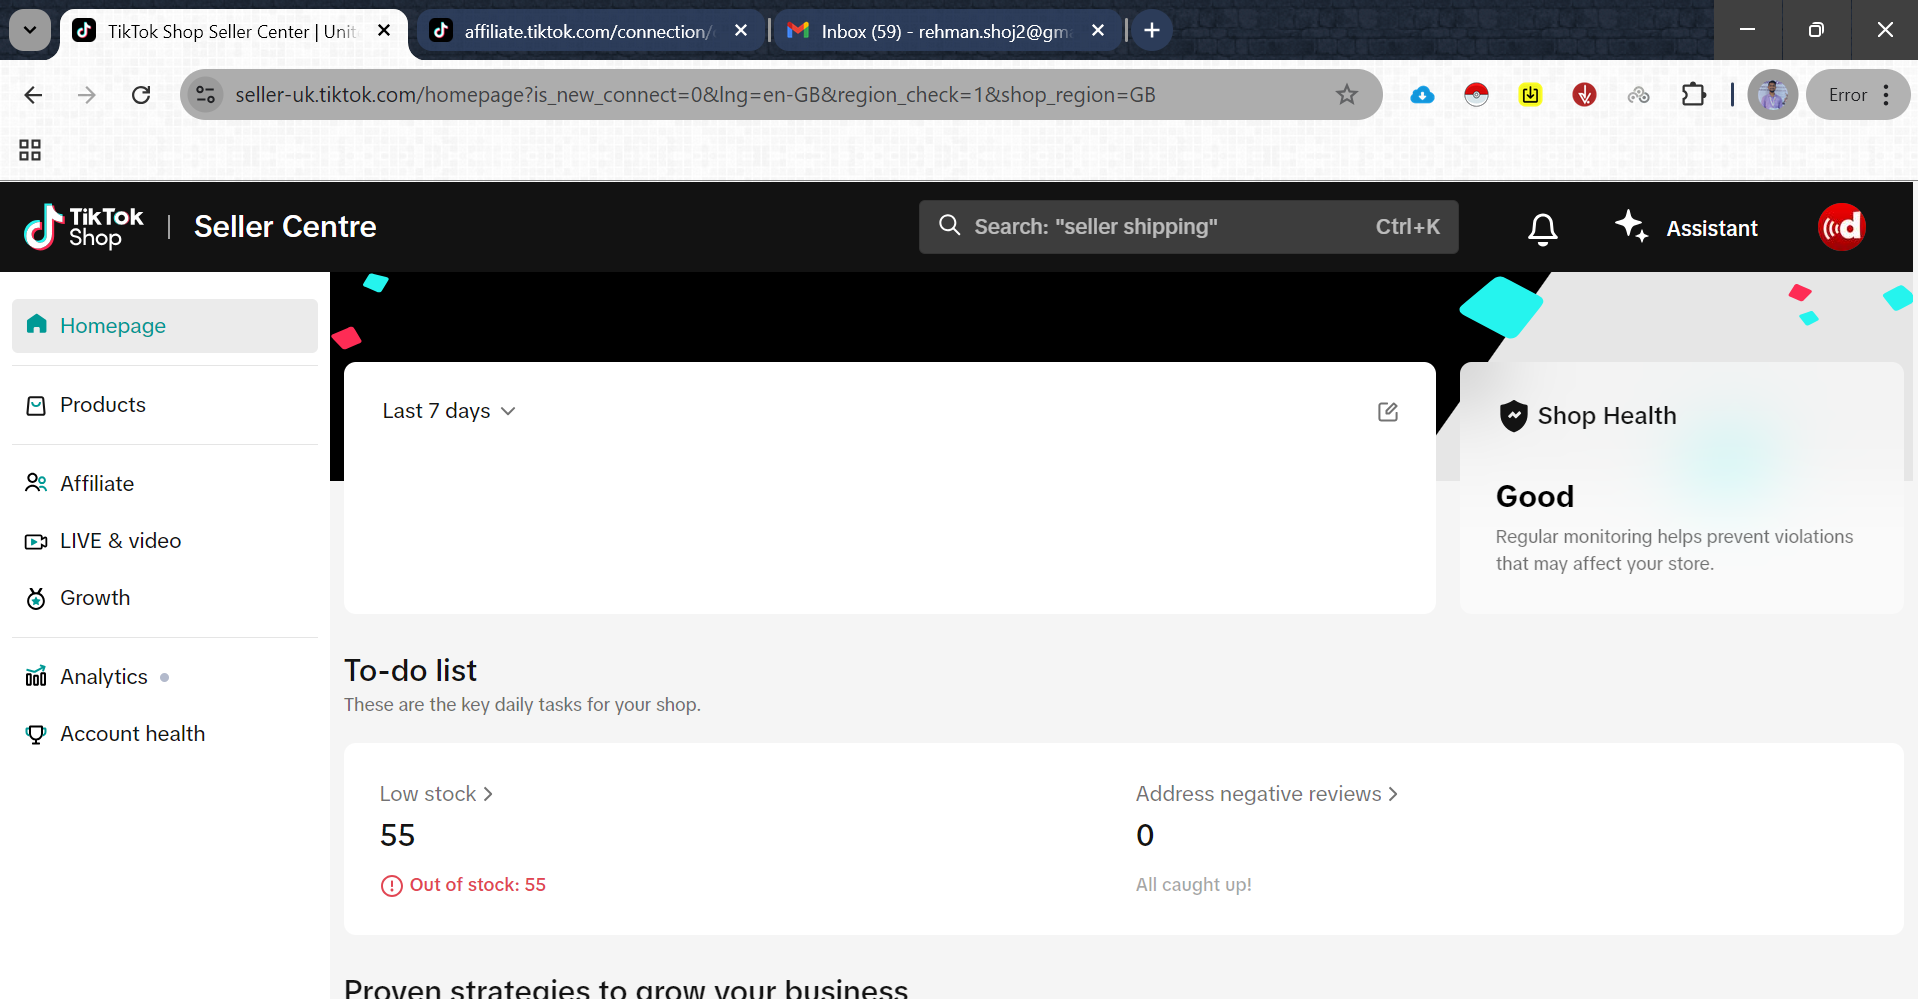 TikTok Shop Seller Center | Unit
affiliate.tiktok.com/connection/
Inbox (59) - rehman.shoj2@gm
seller-uk.tiktok.com/homepage?is_new_connect=0&lng=en-GB&region_check=1&shop_region=GB
Error
TikTok
Shop
Seller Centre
Search: "seller shipping"
Ctrl+K
Assistant
d
Homepage
Products
Affiliate
LIVE & video
Growth
Analytics
Account health
Last 7 days
Shop Health
Good
Regular monitoring helps prevent violations
that may affect your store.
To-do list
These are the key daily tasks for your shop.
Low stock
55
Out of stock: 55
Address negative reviews
0
All caught up!
Proven strategies to grow your business